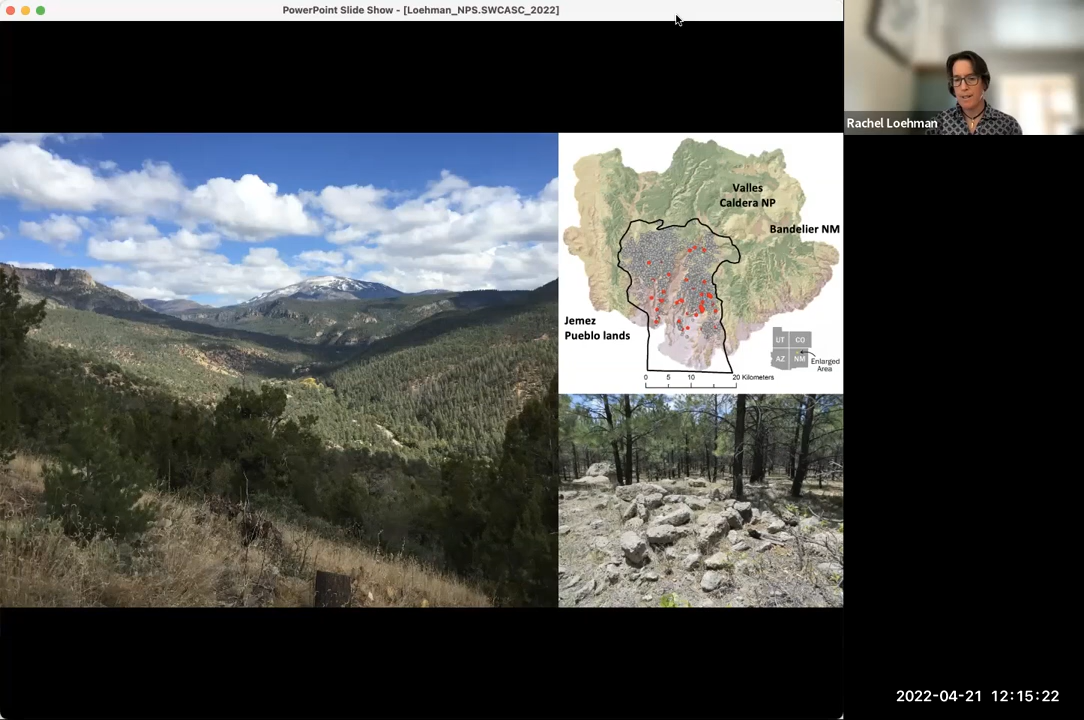 PowerPoint Slide Show - [Loehman_NPS.SWCASC_2022]
Rachel Loehman
Valles
Caldera NP
Bandelier NM
Jemez
Pueblo lands
UT CO
AZ NM
Enlarged
Area
0 5 10 20 Kilometers
2022-04-21 12:15:22